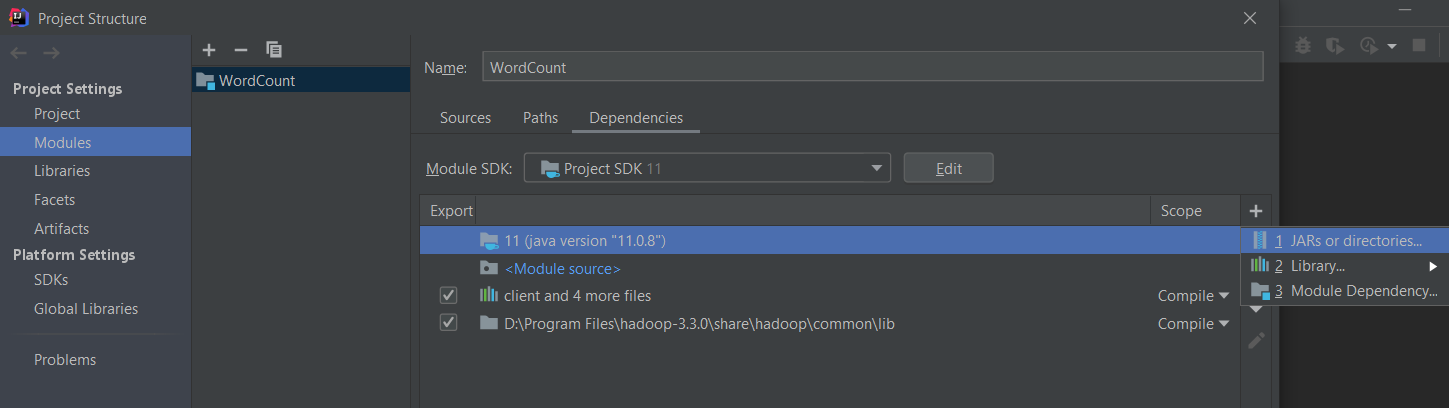 Project Structure
Project Settings
Project
Modules
Libraries
Facets
Artifacts
Platform Settings
SDKs
Global Libraries
Problems
WordCount
Name: WordCount
Sources Paths Dependencies
Module SDK: Project SDK 11 Edit
Export Scope
11 (java version "11.0.8")
<Module source>
client and 4 more files Compile
D:\Program Files\hadoop-3.3.0\share\hadoop\common\lib Compile
1 JARs or directories...
2 Library...
3 Module Dependency...